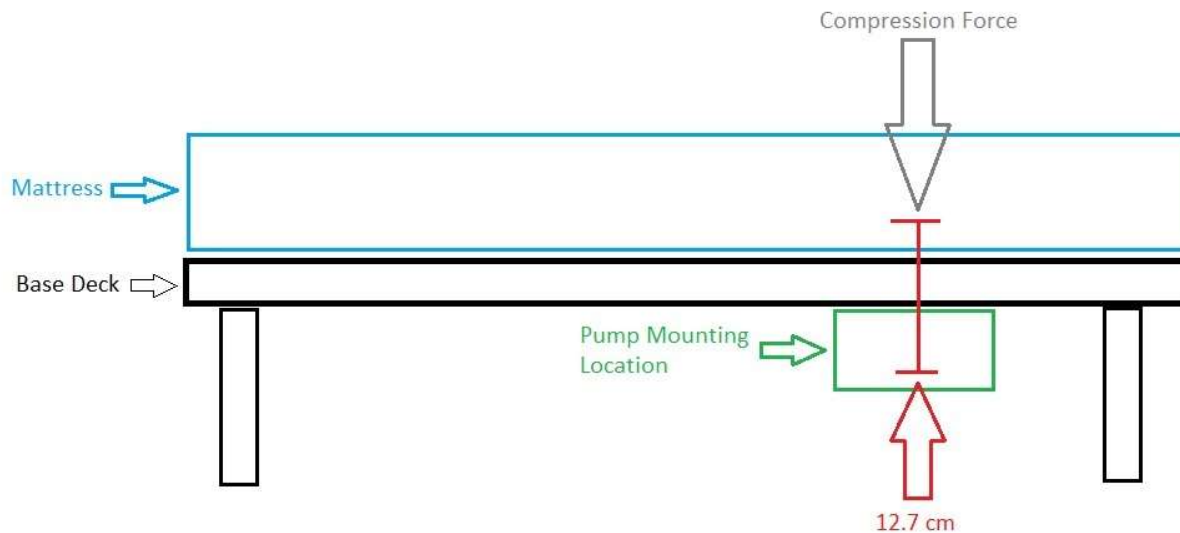 Compression Force
Mattress
Base Deck
Pump Mounting
Location
12.7 cm